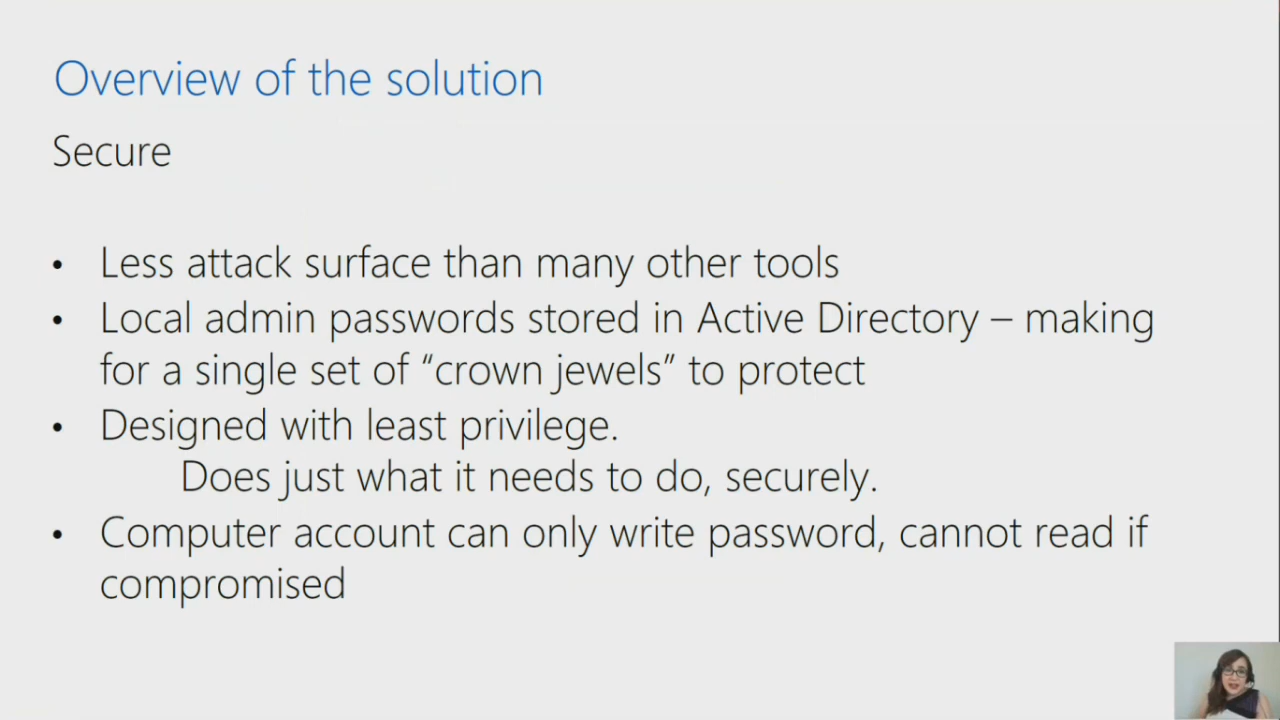 Overview of the solution
Secure
• Less attack surface than many other tools
• Local admin passwords stored in Active Directory – making
for a single set of “crown jewels” to protect
• Designed with least privilege.
Does just what it needs to do, securely.
• Computer account can only write password, cannot read if
compromised